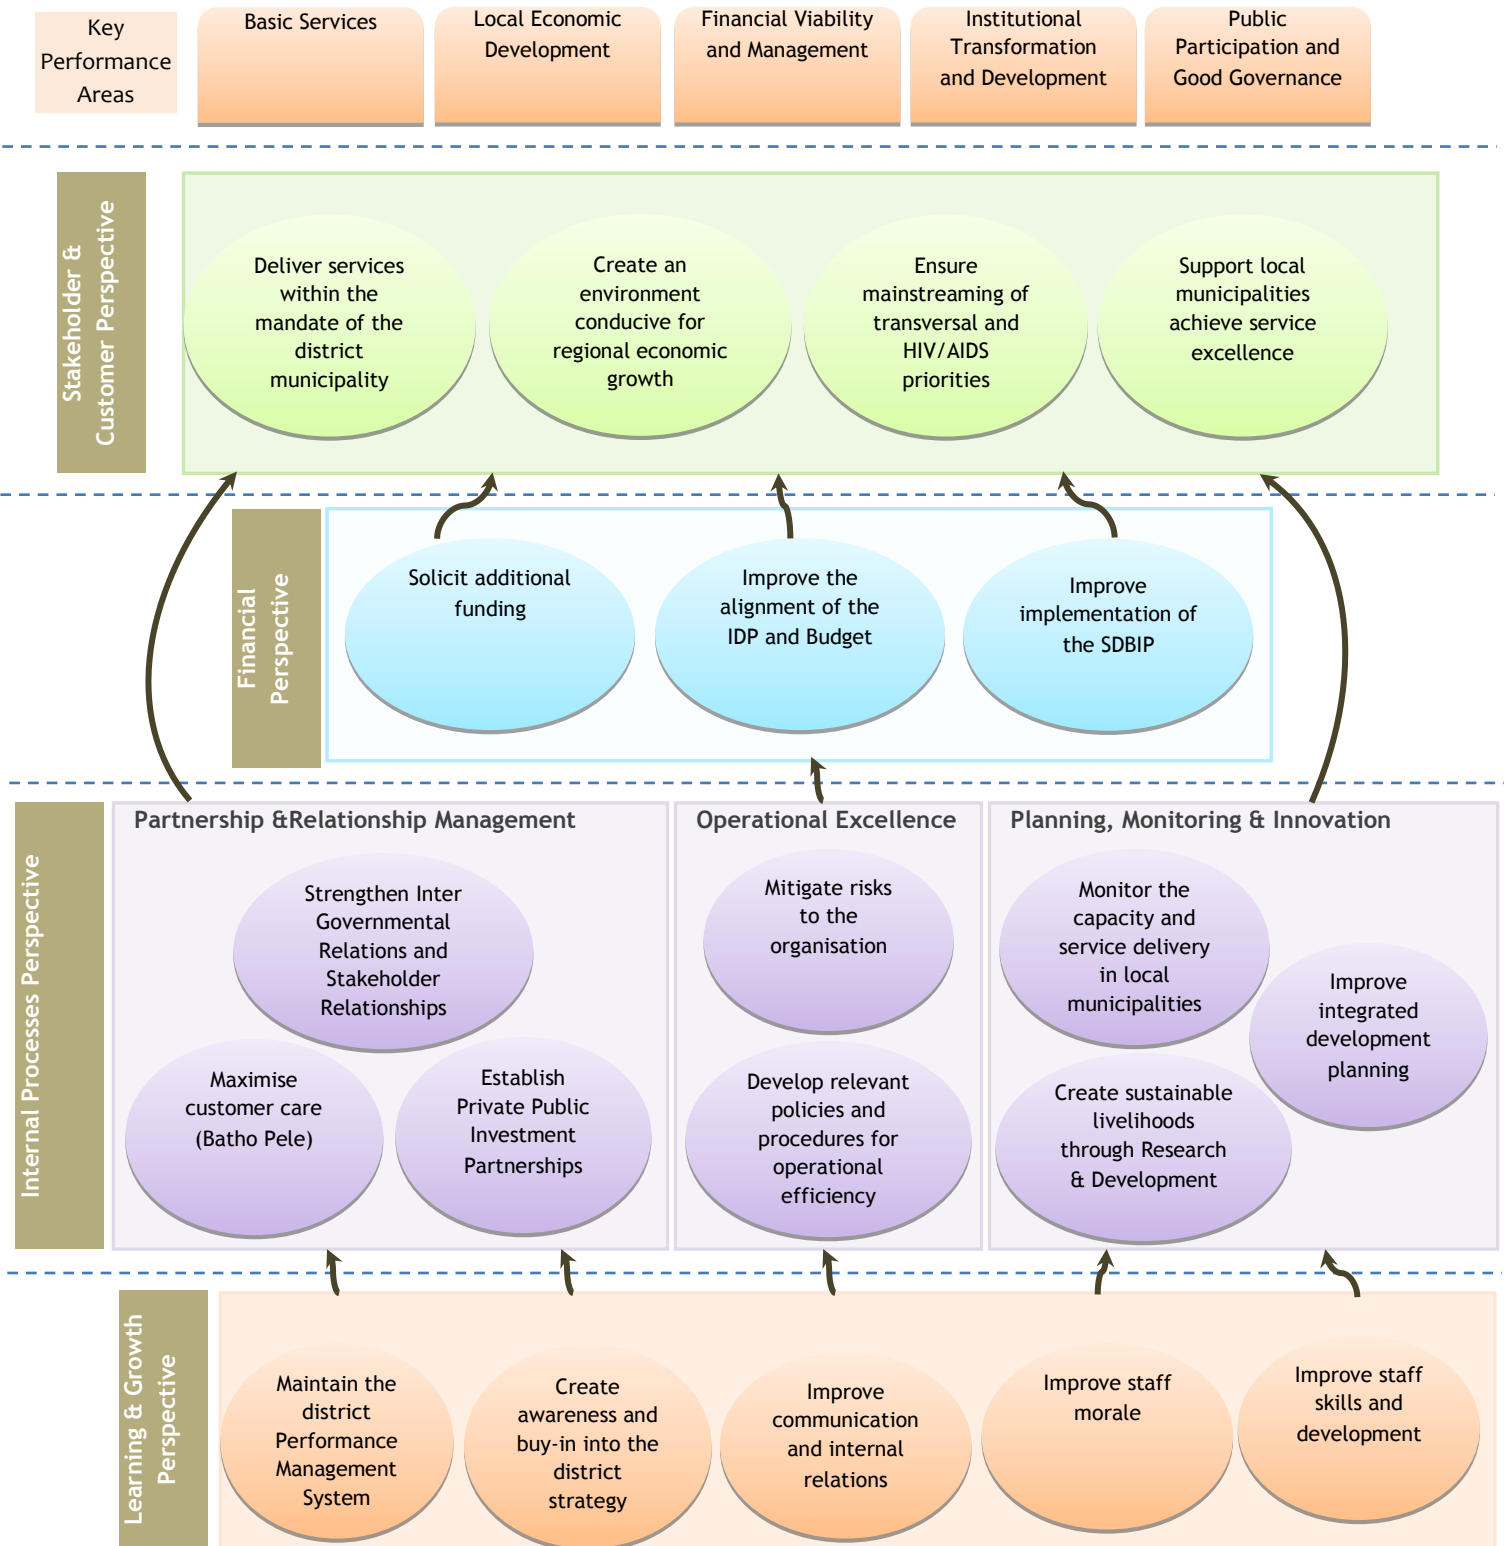 Key
Performance
Areas
Basic Services
Local Economic
Development
Financial Viability
and Management
Institutional
Transformation
and Development
Public
Participation and
Good Governance
Stakeholder &
Customer Perspective
Deliver services
within the
mandate of the
district
municipality
Create an
environment
conducive for
regional economic
growth
Ensure
mainstreaming of
transversal and
HIV/AIDS
priorities
Support local
municipalities
achieve service
excellence
Financial
Perspective
Solicit additional
funding
Improve the
alignment of the
IDP and Budget
Improve
implementation of
the SDBIP
Internal Processes Perspective
Partnership &Relationship Management
Strengthen Inter
Governmental
Relations and
Stakeholder
Relationships
Maximise
customer care
(Batho Pele)
Establish
Private Public
Investment
Partnerships
Operational Excellence
Mitigate risks
to the
organisation
Develop relevant
policies and
procedures for
operational
efficiency
Planning, Monitoring & Innovation
Monitor the
capacity and
service delivery
in local
municipalities
Improve
integrated
development
planning
Create sustainable
livelihoods
through Research
& Development
Learning & Growth
Perspective
Maintain the
district
Performance
Management
System
Create
awareness and
buy-in into the
district
strategy
Improve
communication
and internal
relations
Improve staff
morale
Improve staff
skills and
development